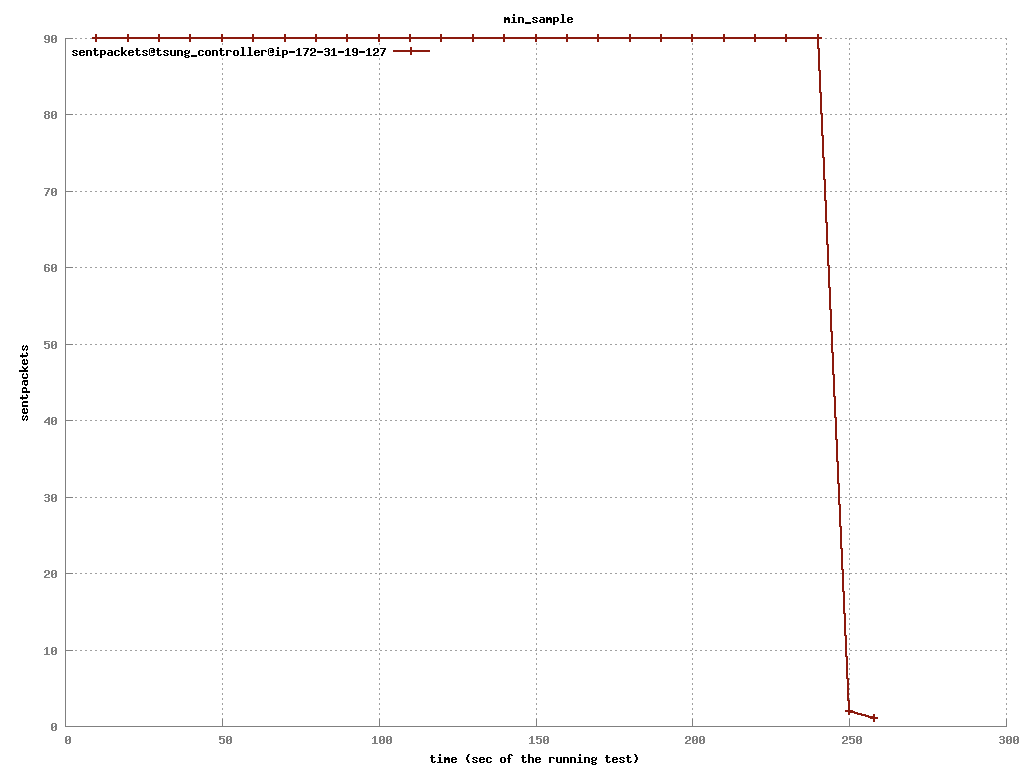 min_sample
90
sentpackets@tsung_controller@ip-172-31-19-127
80
70
60
50
40
30
20
10
0
sentpackets
0 50 100 150 200 250 300
time (sec of the running test)